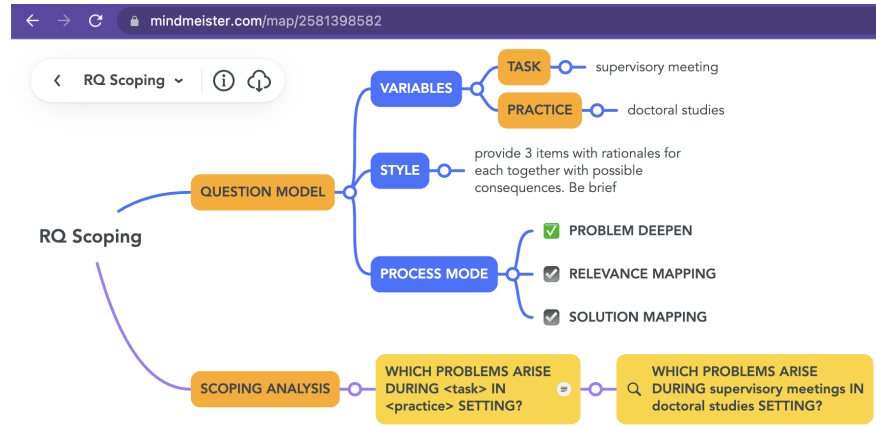 mindmeister.com/map/2581398582
RQ Scoping
TASK
supervisory meeting
VARIABLES
PRACTICE
doctoral studies
STYLE
provide 3 items with rationales for
each together with possible
consequences. Be brief
QUESTION MODEL
RQ Scoping
PROBLEM DEEPEN
PROCESS MODE
RELEVANCE MAPPING
SOLUTION MAPPING
SCOPING ANALYSIS
WHICH PROBLEMS ARISE
DURING <task> IN
<practice> SETTING?
WHICH PROBLEMS ARISE
DURING supervisory meetings IN
doctoral studies SETTING?